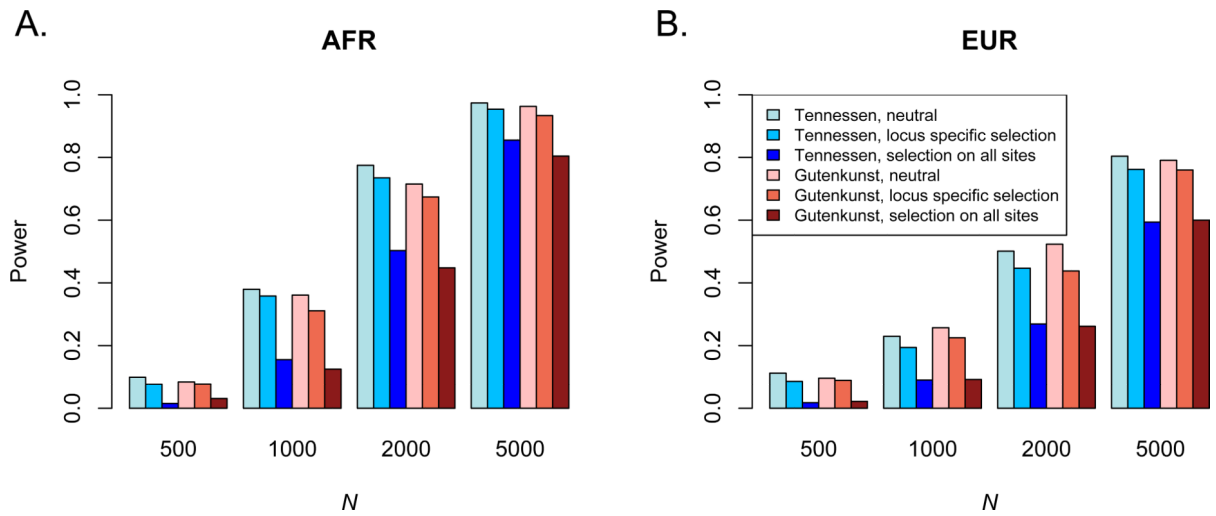 A.
AFR
Power
1.0
0.8
0.6
0.4
0.2
0.0
500 1000 2000 5000
N
B.
EUR
Power
1.0
0.8
0.6
0.4
0.2
0.0
Tennessen, neutral
Tennessen, locus specific selection
Tennessen, selection on all sites
Gutenkunst, neutral
Gutenkunst, locus specific selection
Gutenkunst, selection on all sites
500 1000 2000 5000
N